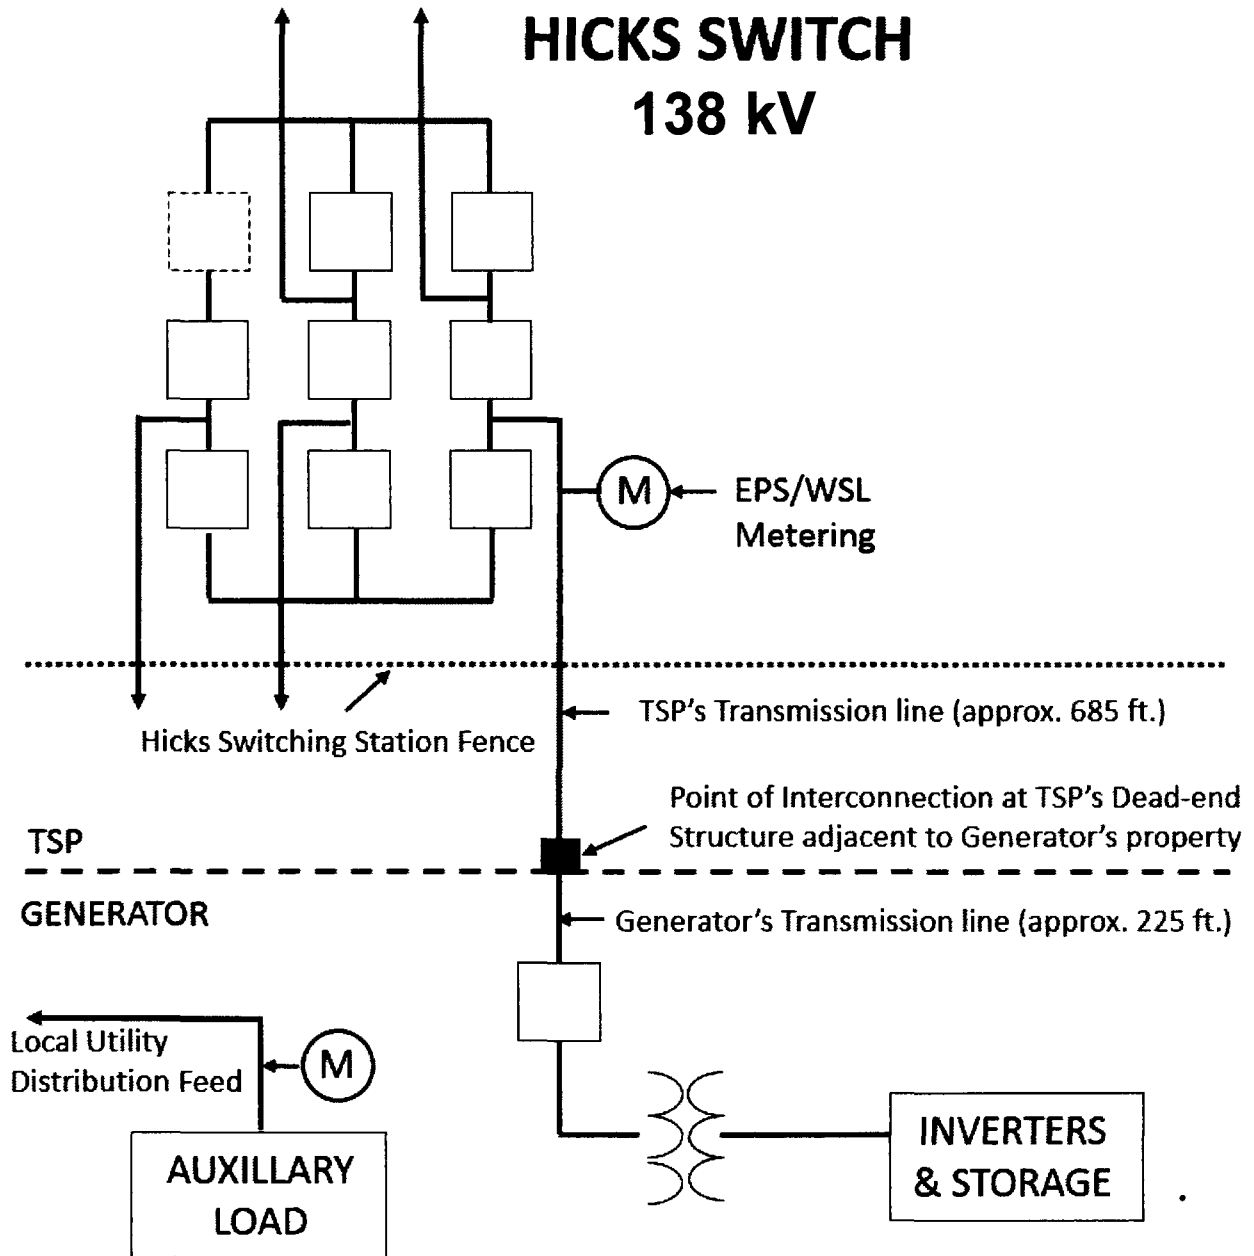 HICKS SWITCH
138 kV
M
EPS/WSL
Metering
TSP's Transmission line (approx. 685 ft.)
Hicks Switching Station Fence
Point of Interconnection at TSP's Dead-end
Structure adjacent to Generator's property
TSP
GENERATOR
Generator's Transmission line (approx. 225 ft.)
Local Utility
Distribution Feed
M
AUXILLARY
LOAD
INVERTERS
& STORAGE